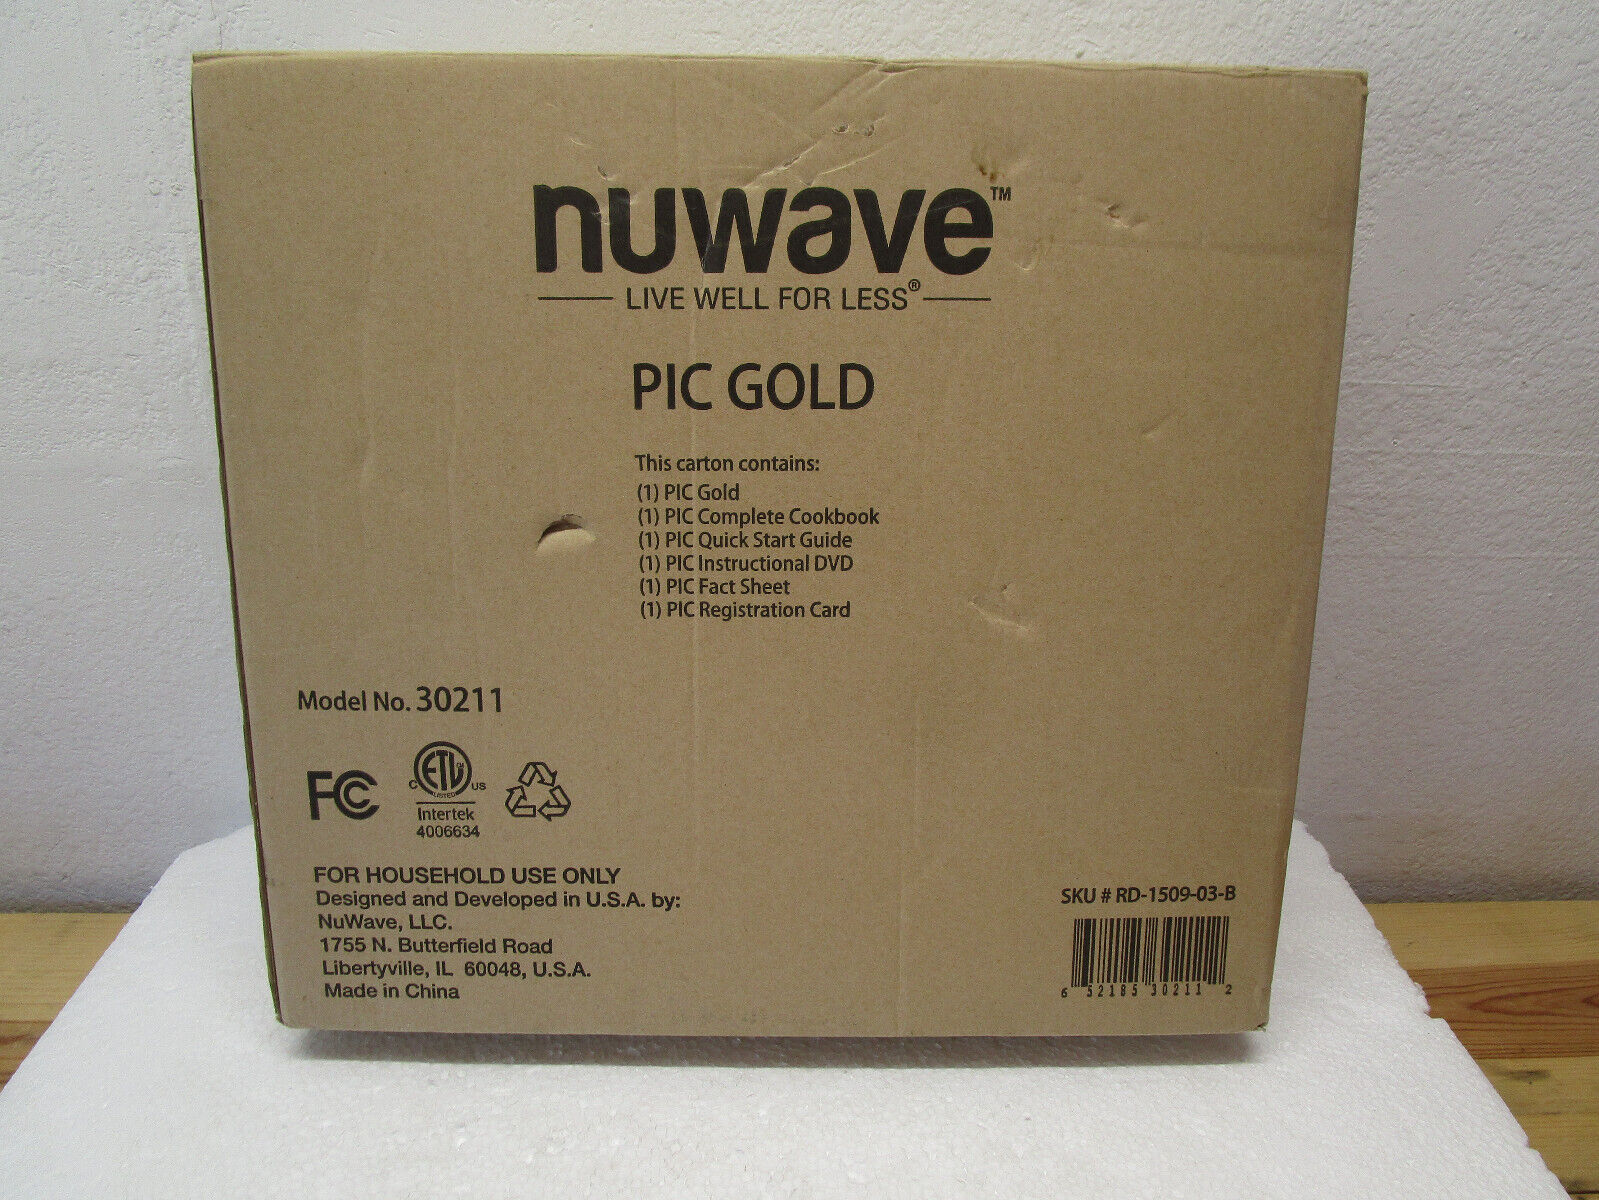 nuwave™
LIVE WELL FOR LESS®
PIC GOLD
This carton contains:
(1) PIC Gold
(1) PIC Complete Cookbook
(1) PIC Quick Start Guide
(1) PIC Instructional DVD
(1) PIC Fact Sheet
(1) PIC Registration Card
Model No. 30211
FC
C ETL US
LISTED
Intertek
4006634
FOR HOUSEHOLD USE ONLY
Designed and Developed in U.S.A. by:
NuWave, LLC.
1755 N. Butterfield Road
Libertyville, IL 60048, U.S.A.
Made in China
SKU # RD-1509-03-B
6 52185 30211 2